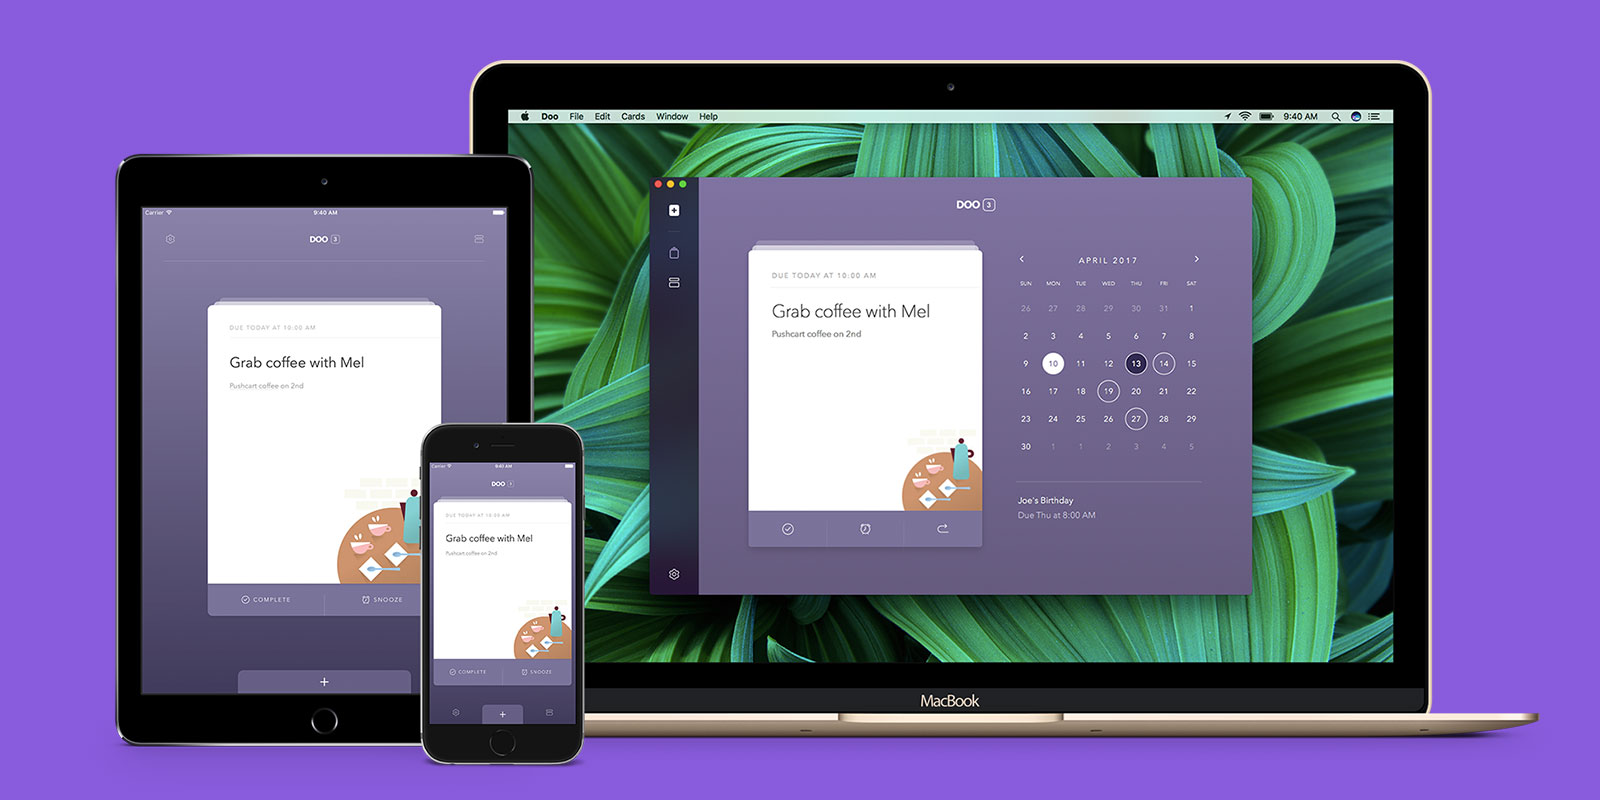 Doo File Edit Cards Window Help 9:40 AM
DOO 3
DUE TODAY AT 10:00 AM
Grab coffee with Mel
Pushcart coffee on 2nd
APRIL 2017
SUN MON TUE WED THU FRI SAT
26 27 28 29 30 31 1
2 3 4 5 6 7 8
9 10 11 12 13 14 15
16 17 18 19 20 21 22
23 24 25 26 27 28 29
30 1 1 2 3 4 5
Joe's Birthday
Due Thu at 8:00 AM
MacBook
Carrier 9:40 AM
DOO 3
DUE TODAY AT 10:00 AM
Grab coffee with Mel
Pushcart coffee on 2nd
COMPLETE SNOOZE
Carrier 9:40 AM
DOO 3
DUE TODAY AT 10:00 AM
Grab coffee with Mel
Pushcart coffee on 2nd
COMPLETE SNOOZE